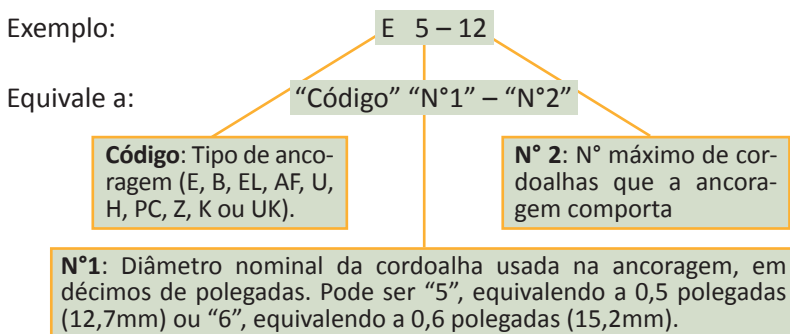 Exemplo:
E 5 – 12
Equivale a:
“Código” “N°1” – “N°2”
Código: Tipo de anco-
ragem (E, B, EL, AF, U,
H, PC, Z, K ou UK).
N° 2: N° máximo de cor-
doalhas que a ancora-
gem comporta
N°1: Diâmetro nominal da cordoalha usada na ancoragem, em
décimos de polegadas. Pode ser “5”, equivalendo a 0,5 polegadas
(12,7mm) ou “6”, equivalendo a 0,6 polegadas (15,2mm).